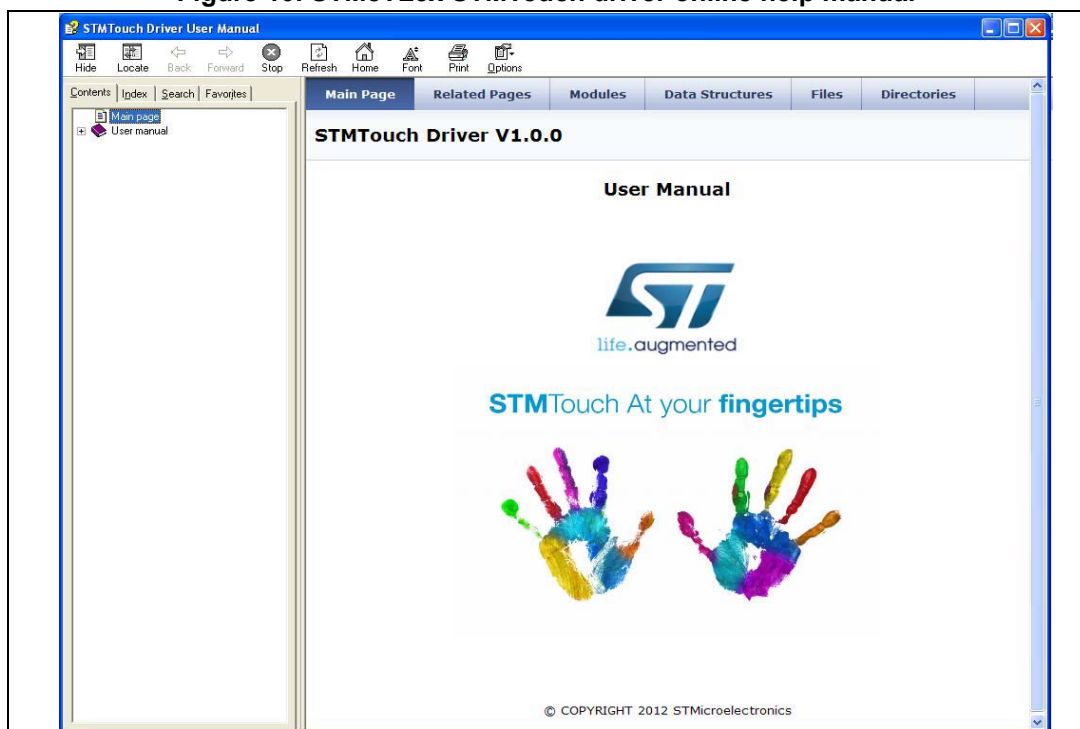 STMTouch Driver User Manual
Hide Locate Back Forward Stop Refresh Home Font Print Options
Contents Index Search Favorites
Main page
User manual
Main Page Related Pages Modules Data Structures Files Directories
STMTouch Driver V1.0.0
User Manual
ST
life.augmented
STMTouch At your fingertips
© COPYRIGHT 2012 STMicroelectronics